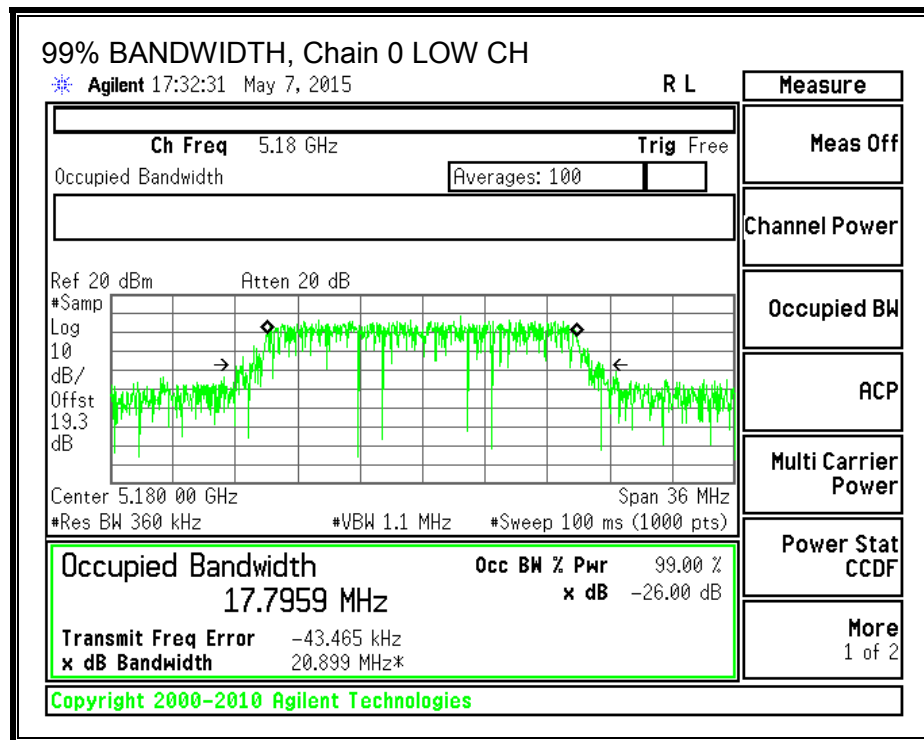 99% BANDWIDTH, Chain 0 LOW CH
Agilent 17:32:31 May 7, 2015 R L
Measure
Ch Freq 5.18 GHz Trig Free
Occupied Bandwidth Averages: 100
Meas Off
Channel Power
Occupied BW
ACP
Multi Carrier
Power
Power Stat
CCDF
More
1 of 2
Ref 20 dBm Atten 20 dB
#Samp
Log
10
dB/
Offst
19.3
dB
Center 5.180 00 GHz Span 36 MHz
#Res BW 360 kHz #VBW 1.1 MHz #Sweep 100 ms (1000 pts)
Occupied Bandwidth Occ BW % Pwr 99.00 %
17.7959 MHz x dB -26.00 dB
Transmit Freq Error -43.465 kHz
x dB Bandwidth 20.899 MHz*
Copyright 2000-2010 Agilent Technologies